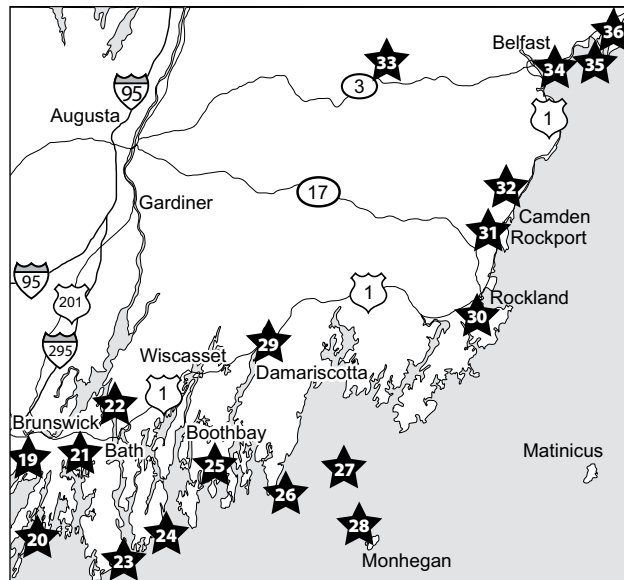 36
Belfast
33
34
35
95
3
Augusta
1
17
32
Gardiner
Camden
31
Rockport
95
201
1
Rockland
30
295
29
Wiscasset
Damariscotta
22
1
Brunswick
Boothbay
19
21
Bath
25
27
Matinicus
26
20
24
28
23
Monhegan